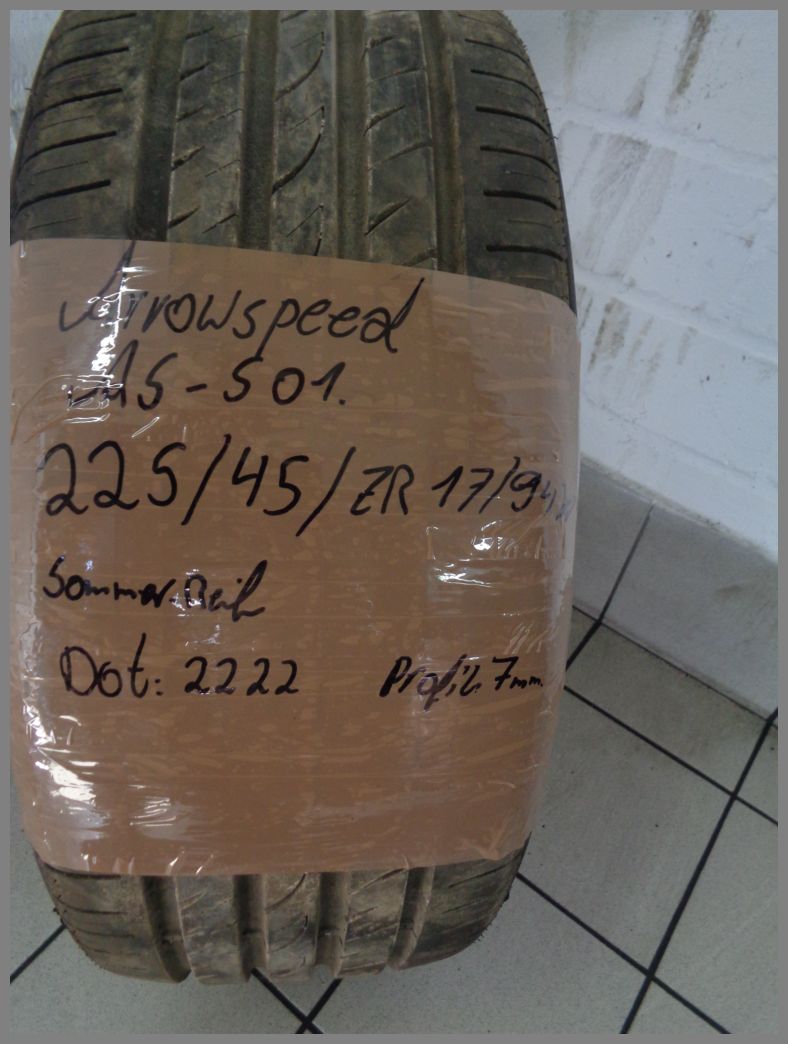 Arrowspeed
AS-S01.
225/45/ZR 17/94
Sommer-Reif
Dot: 2222 Profil. 7mm.